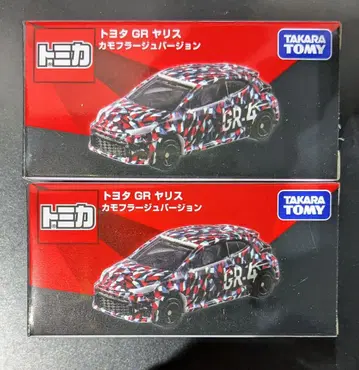 トミカ
トヨタ GR ヤリス
カモフラージュバージョン
TAKARA
TOMY
GR-4
トミカ
トヨタ GR ヤリス
カモフラージュバージョン
TAKARA
TOMY
GR-4